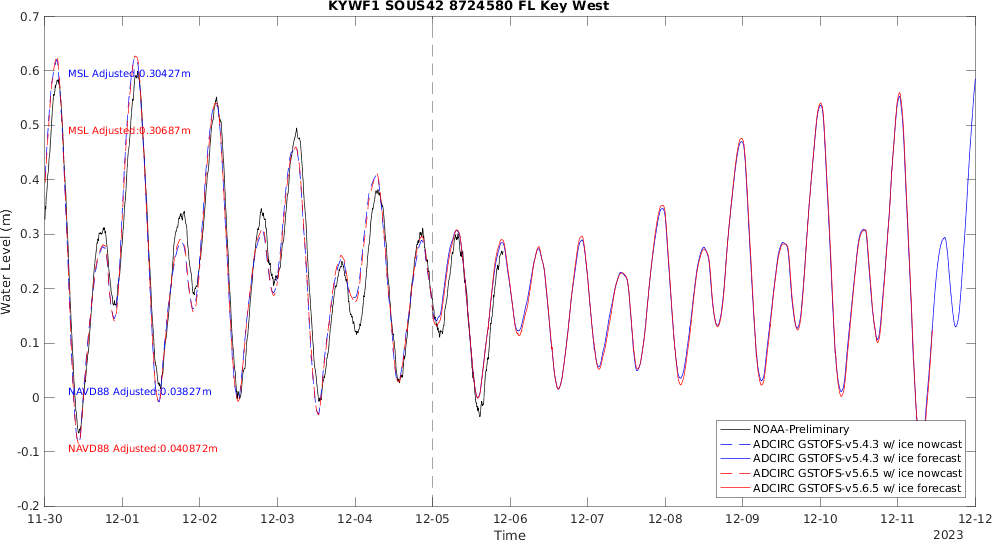 KYWF1 SOUS42 8724580 FL Key West
0.7
0.6
0.5
0.4
0.3
0.2
0.1
0
-0.1
-0.2
Water Level (m)
MSL Adjusted:0.30427m
MSL Adjusted:0.30687m
NAVD88 Adjusted:0.03827m
NAVD88 Adjusted:0.040872m
NOAA-Preliminary
ADCIRC GSTOFS-v5.4.3 w/ ice nowcast
ADCIRC GSTOFS-v5.4.3 w/ ice forecast
ADCIRC GSTOFS-v5.6.5 w/ ice nowcast
ADCIRC GSTOFS-v5.6.5 w/ ice forecast
11-30 12-01 12-02 12-03 12-04 12-05 12-06 12-07 12-08 12-09 12-10 12-11 12-12
Time
2023